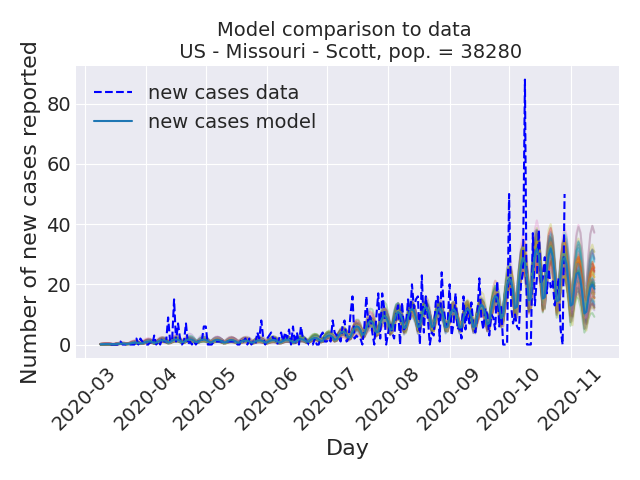 Model comparison to data
US - Missouri - Scott, pop. = 38280
Number of new cases reported
80
60
40
20
0
new cases data
new cases model
2020-03
2020-04
2020-05
2020-06
2020-07
2020-08
2020-09
2020-10
2020-11
Day